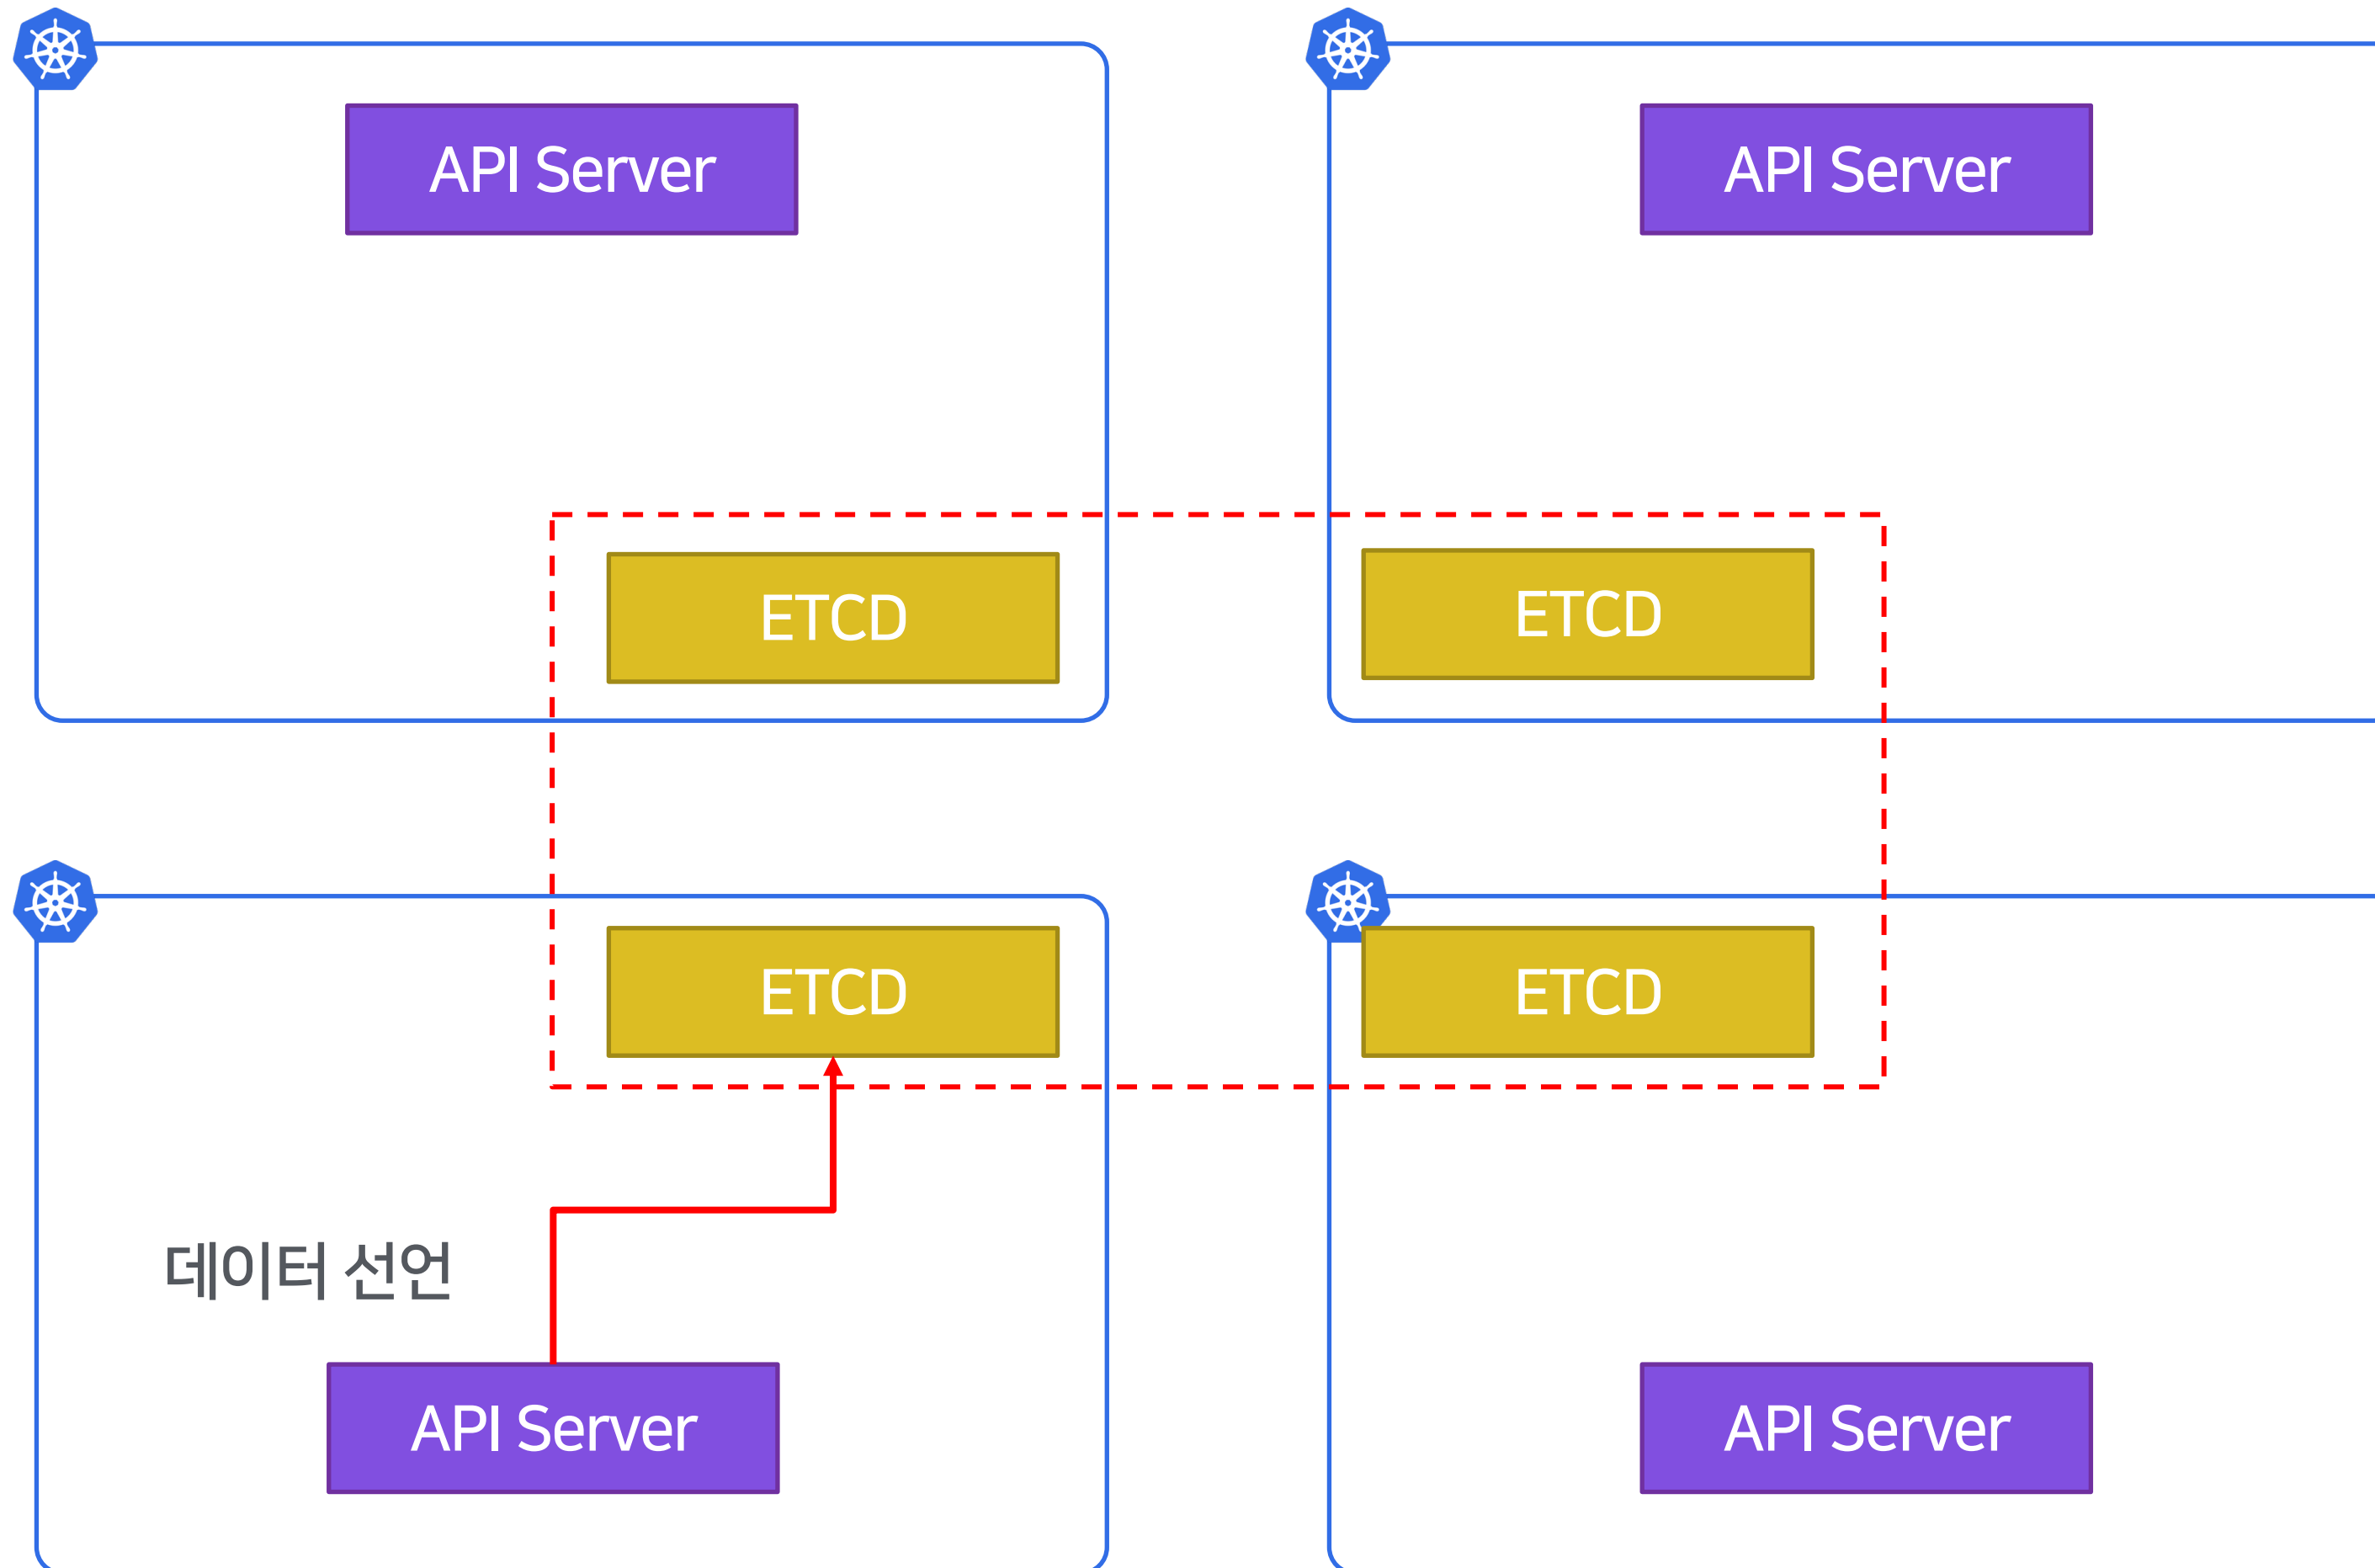 API Server
API Server
ETCD
ETCD
ETCD
ETCD
데이터 선언
API Server
API Server